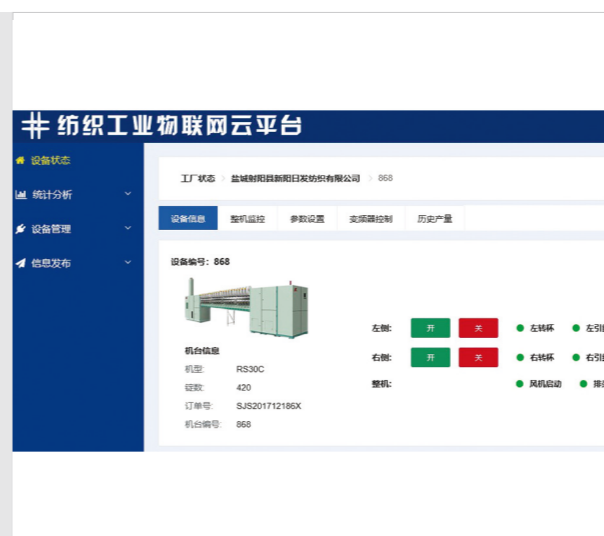 纺织工业物联网云平台
设备状态
统计分析
设备管理
信息发布
工厂状态 盐城射阳县新阳日发纺织有限公司 868
设备信息 整机监控 参数设置 变频器控制 历史产量
设备编号：868
左侧: 开 关 左转杯 左引
右侧: 开 关 右转杯 右引
整机: 风机启动 排
机台信息
机型: RS30C
锭数: 420
订单号: SJS201712186X
机台编号: 868